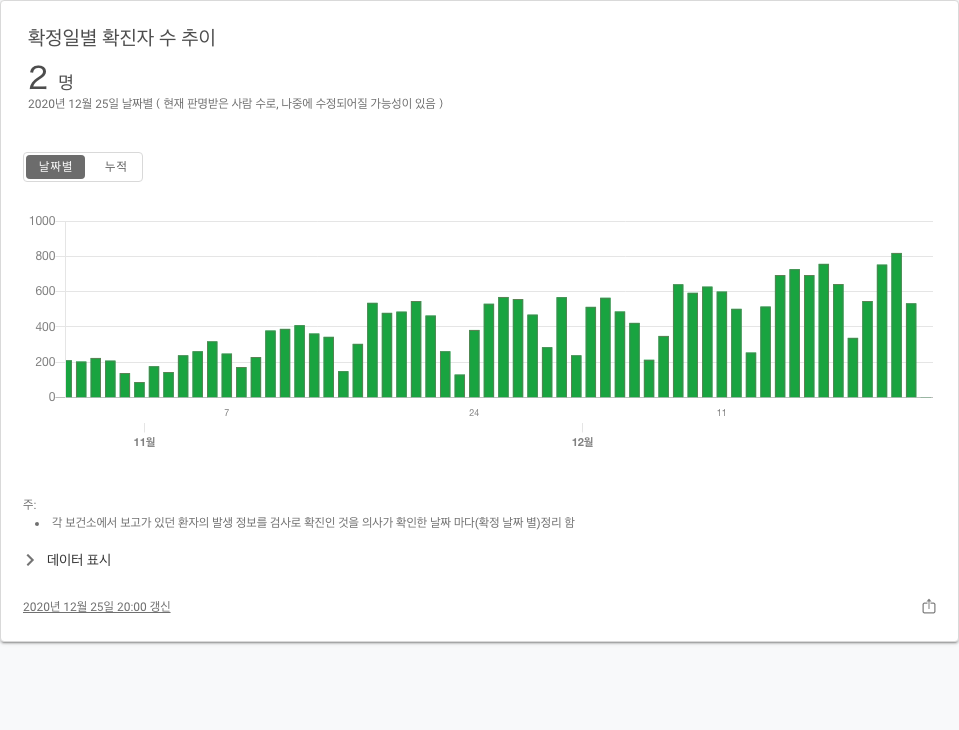 확정일별 확진자 수 추이
2 명
2020년 12월 25일 날짜별 ( 현재 판명받은 사람 수로, 나중에 수정되어질 가능성이 있음 )
날짜별 누적
1000
800
600
400
200
0
7 24 11
11월 12월
주:
• 각 보건소에서 보고가 있던 환자의 발생 정보를 검사로 확진인 것을 의사가 확인한 날짜 마다(확정 날짜 별)정리 함
데이터 표시
2020년 12월 25일 20:00 갱신